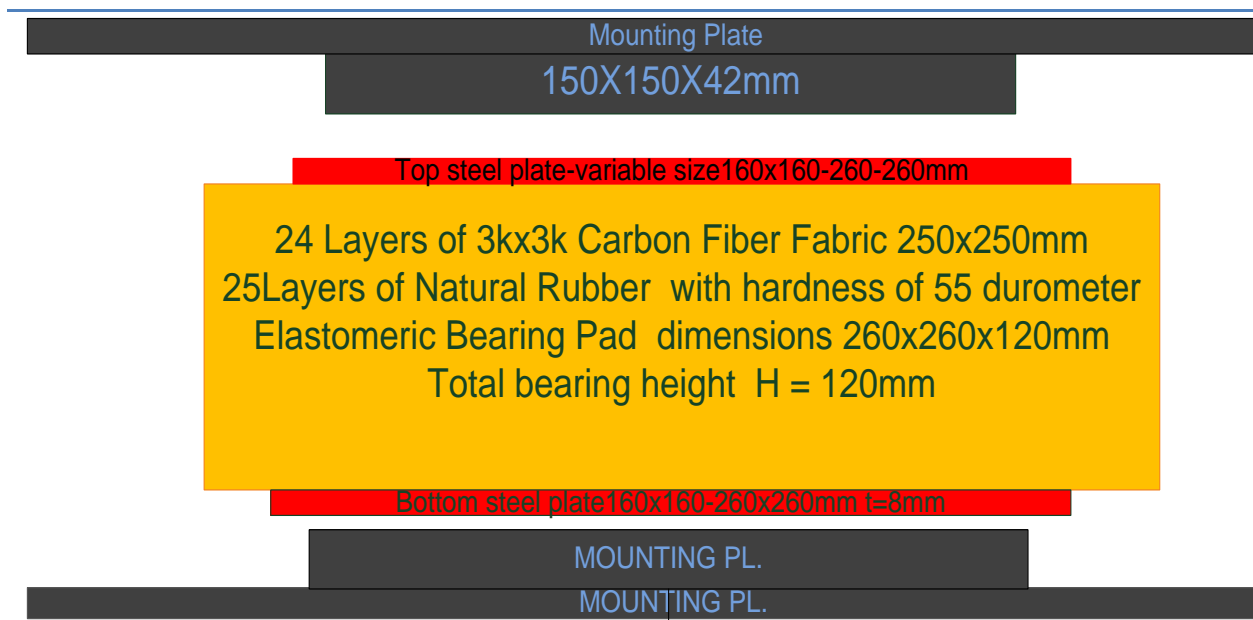 Mounting Plate
150X150X42mm
Top steel plate-variable size160x160-260-260mm
24 Layers of 3kx3k Carbon Fiber Fabric 250x250mm
25Layers of Natural Rubber with hardness of 55 durometer
Elastomeric Bearing Pad dimensions 260x260x120mm
Total bearing height H = 120mm
Bottom steel plate160x160-260x260mm t=8mm
MOUNTING PL.
MOUNTING PL.